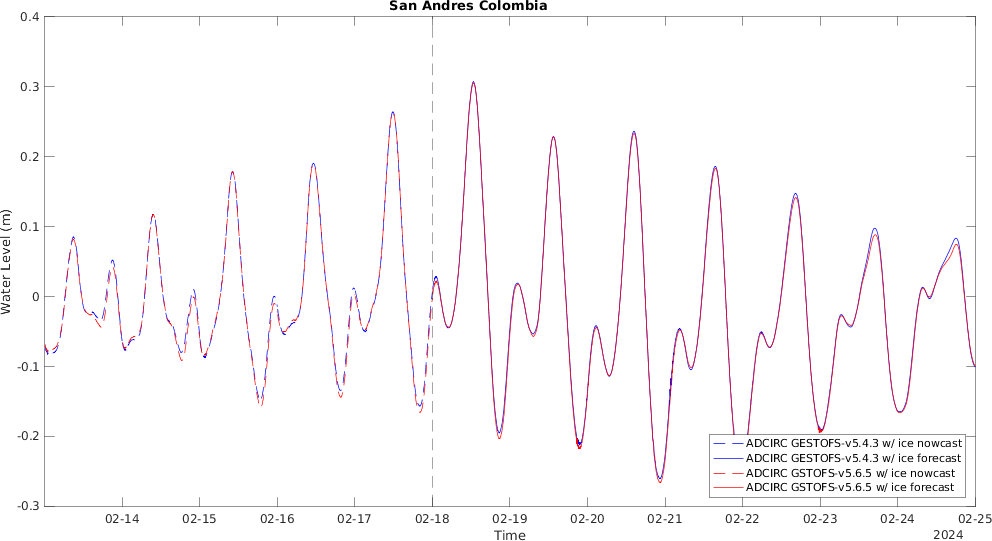 San Andres Colombia
0.4
0.3
0.2
0.1
0
-0.1
-0.2
-0.3
Water Level (m)
ADCIRC GESTOFS-v5.4.3 w/ ice nowcast
ADCIRC GESTOFS-v5.4.3 w/ ice forecast
ADCIRC GSTOFS-v5.6.5 w/ ice nowcast
ADCIRC GSTOFS-v5.6.5 w/ ice forecast
02-14 02-15 02-16 02-17 02-18 02-19 02-20 02-21 02-22 02-23 02-24 02-25
Time
2024